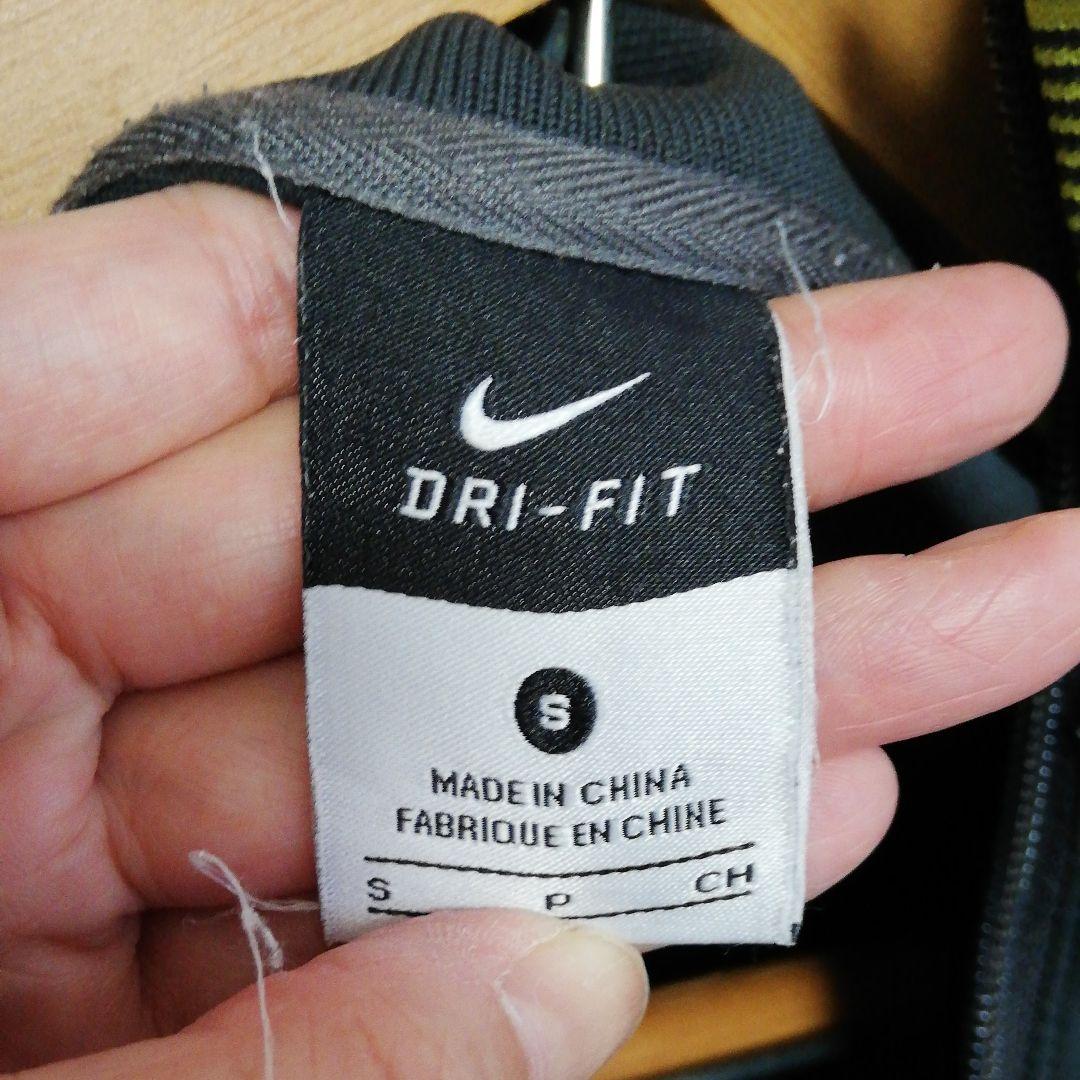 DRI-FIT
S
MADE IN CHINA
FABRIQUE EN CHINE
S P CH